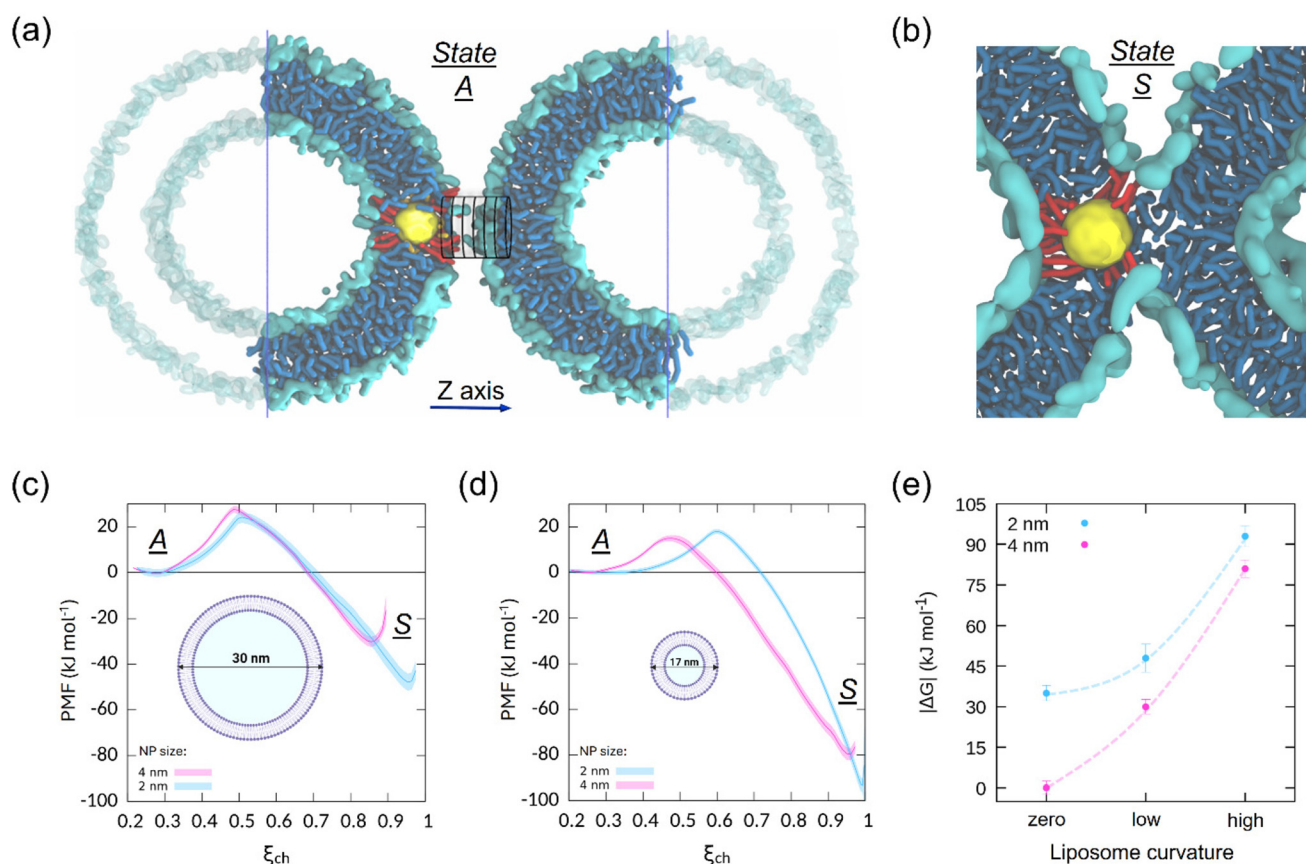 (a)
State
A
Z axis
(b)
State
S
(c)
A
S
30 nm
NP size:
4 nm
2 nm
PMF (kJ mol⁻¹)
20
0
-20
-40
-60
-80
-100
0.2 0.3 0.4 0.5 0.6 0.7 0.8 0.9 1
ξch
(d)
A
S
17 nm
NP size:
2 nm
4 nm
PMF (kJ mol⁻¹)
20
0
-20
-40
-60
-80
-100
0.2 0.3 0.4 0.5 0.6 0.7 0.8 0.9 1
ξch
(e)
2 nm
4 nm
|ΔG| (kJ mol⁻¹)
105
90
75
60
45
30
15
0
zero low high
Liposome curvature